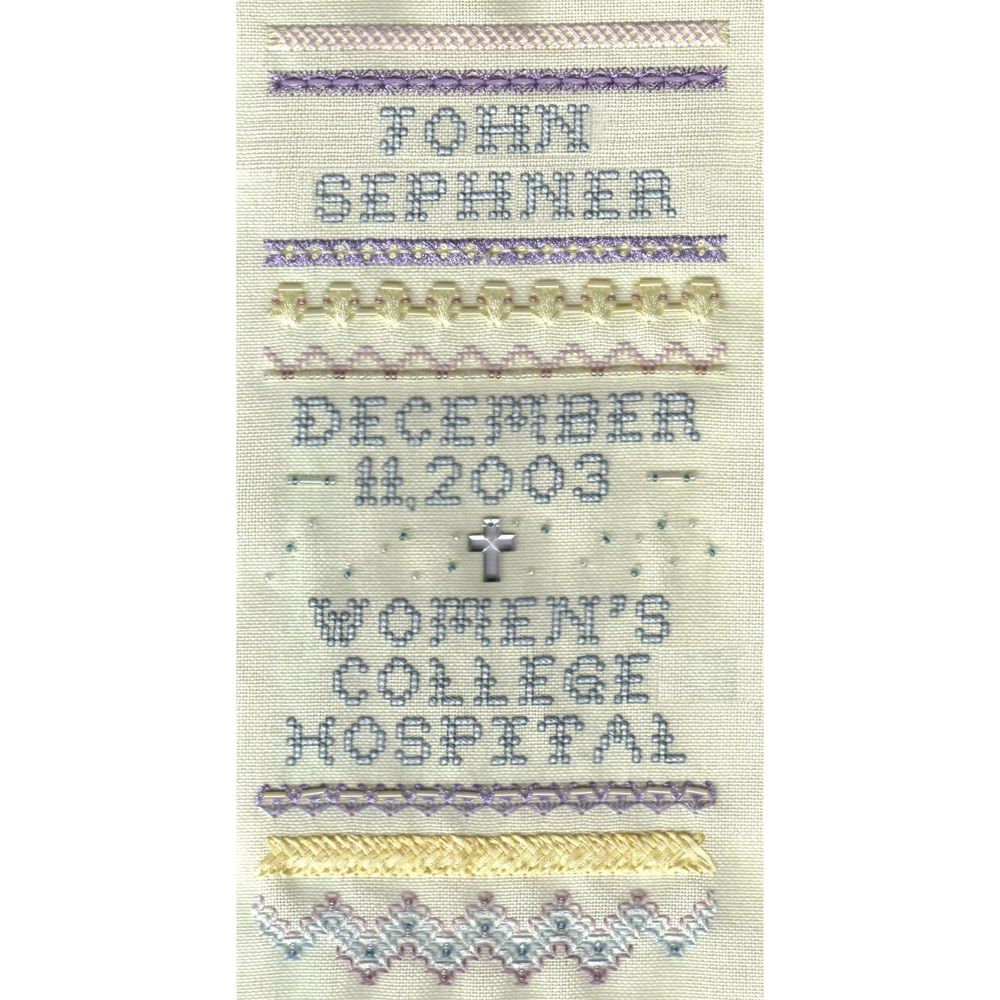 JOHN
SEPHNER
DECEMBER
11, 2003
WOMEN'S
COLLEGE
HOSPITAL